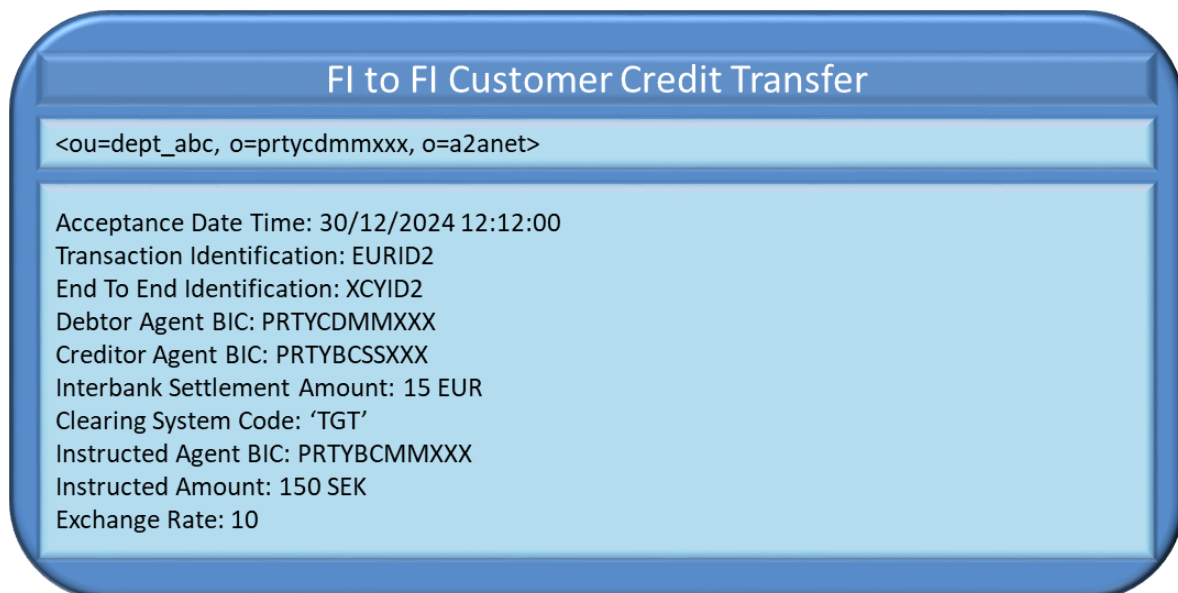 FI to FI Customer Credit Transfer
<ou=dept_abc, o=prtycdmmxxx, o=a2anet>
Acceptance Date Time: 30/12/2024 12:12:00
Transaction Identification: EURID2
End To End Identification: XCYID2
Debtor Agent BIC: PRTYCDMMXXX
Creditor Agent BIC: PRTYBCSSXXX
Interbank Settlement Amount: 15 EUR
Clearing System Code: ‘TGT’
Instructed Agent BIC: PRTYBCMMXXX
Instructed Amount: 150 SEK
Exchange Rate: 10